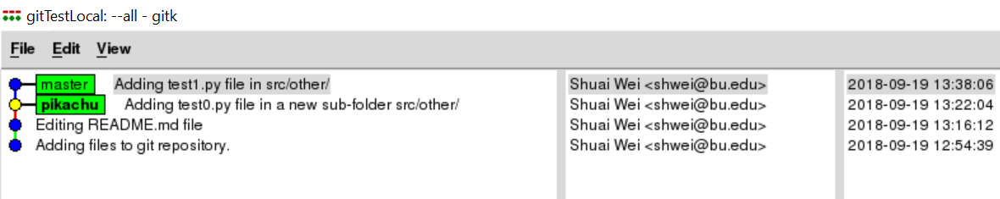 gitTestLocal: --all - gitk
File Edit View
master Adding test1.py file in src/other/ Shuai Wei <shwei@bu.edu> 2018-09-19 13:38:06
pikachu Adding test0.py file in a new sub-folder src/other/ Shuai Wei <shwei@bu.edu> 2018-09-19 13:22:04
Editing README.md file Shuai Wei <shwei@bu.edu> 2018-09-19 13:16:12
Adding files to git repository. Shuai Wei <shwei@bu.edu> 2018-09-19 12:54:39